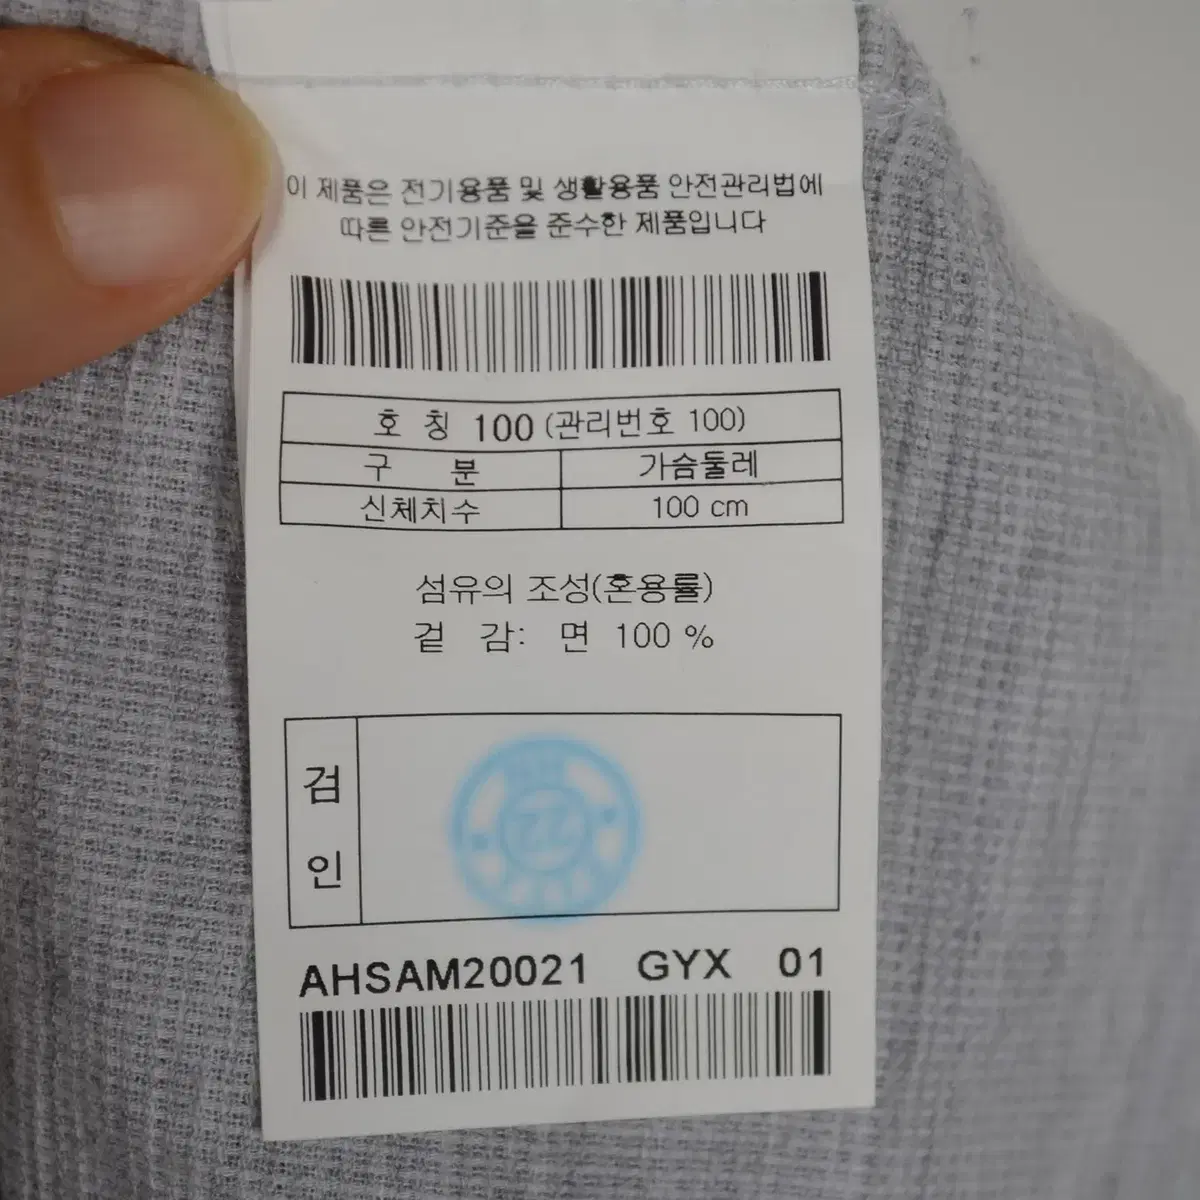 이 제품은 전기용품 및 생활용품 안전관리법에
따른 안전기준을 준수한 제품입니다
호 칭 100 (관리번호 100)
구 분 가슴둘레
신체치수 100 cm
섬유의 조성(혼용률)
겉 감: 면 100 %
검
인
AHSAM20021 GYX 01